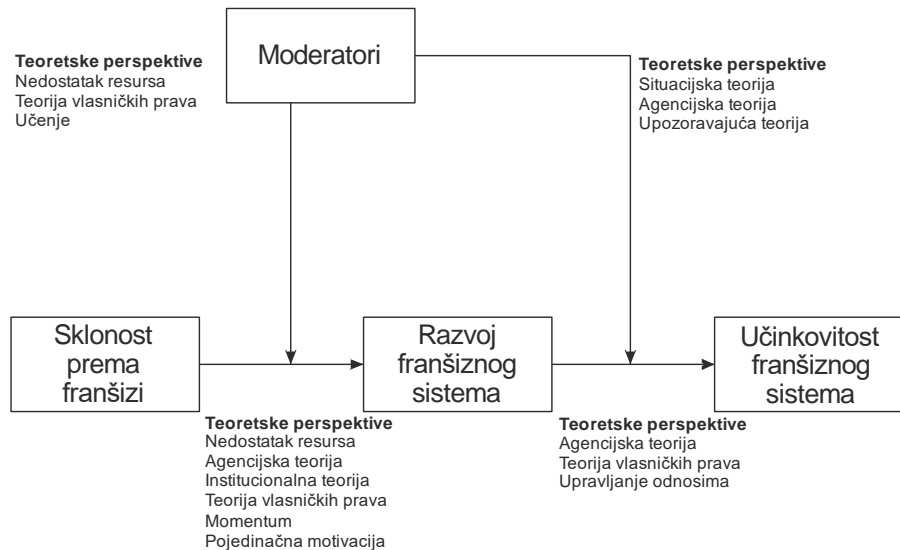 Moderatori
Teoretske perspektive
Nedostatak resursa
Teorija vlasničkih prava
Učenje
Teoretske perspektive
Situacijska teorija
Agencijska teorija
Upozoravajuća teorija
Sklonost
prema
franšizi
Razvoj
franšiznog
sistema
Učinkovitost
franšiznog
sistema
Teoretske perspektive
Nedostatak resursa
Agencijska teorija
Institucionalna teorija
Teorija vlasničkih prava
Momentum
Pojedinačna motivacija
Teoretske perspektive
Agencijska teorija
Teorija vlasničkih prava
Upravljanje odnosima